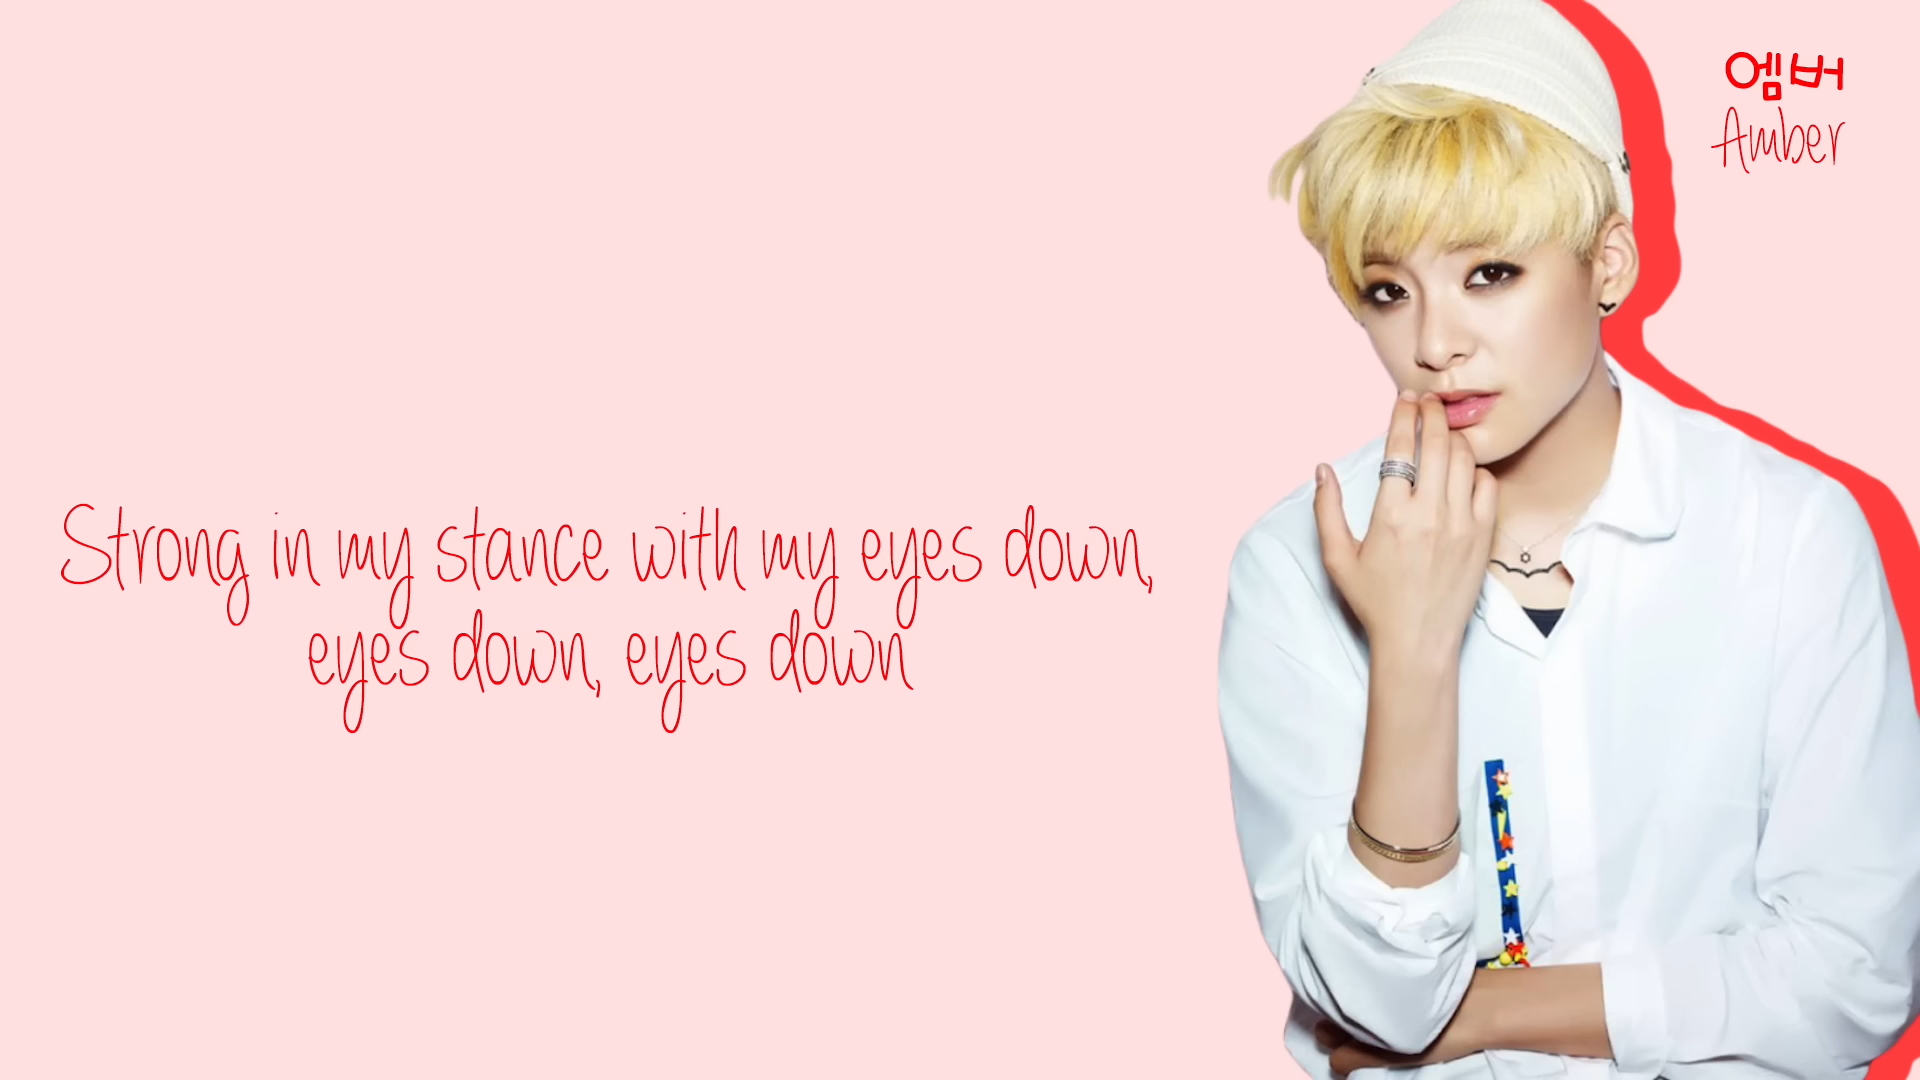 엠버
Amber
Strong in my stance with my eyes down,
eyes down, eyes down